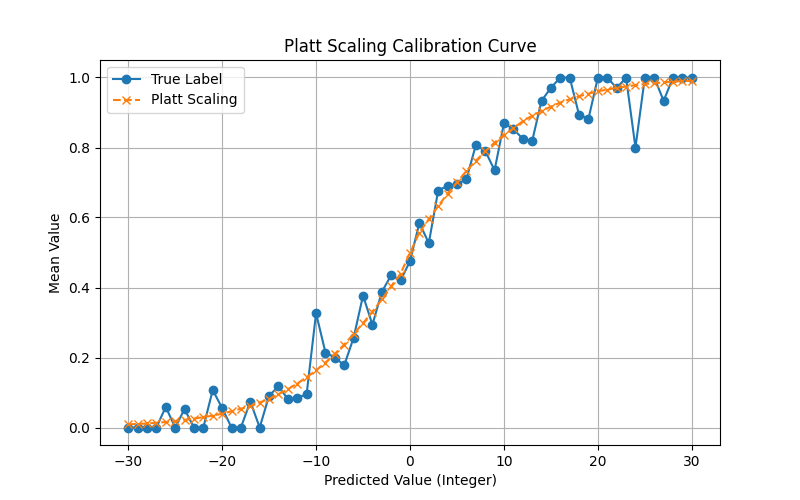 Platt Scaling Calibration Curve
True Label
Platt Scaling
Mean Value
1.0
0.8
0.6
0.4
0.2
0.0
−30 −20 −10 0 10 20 30
Predicted Value (Integer)